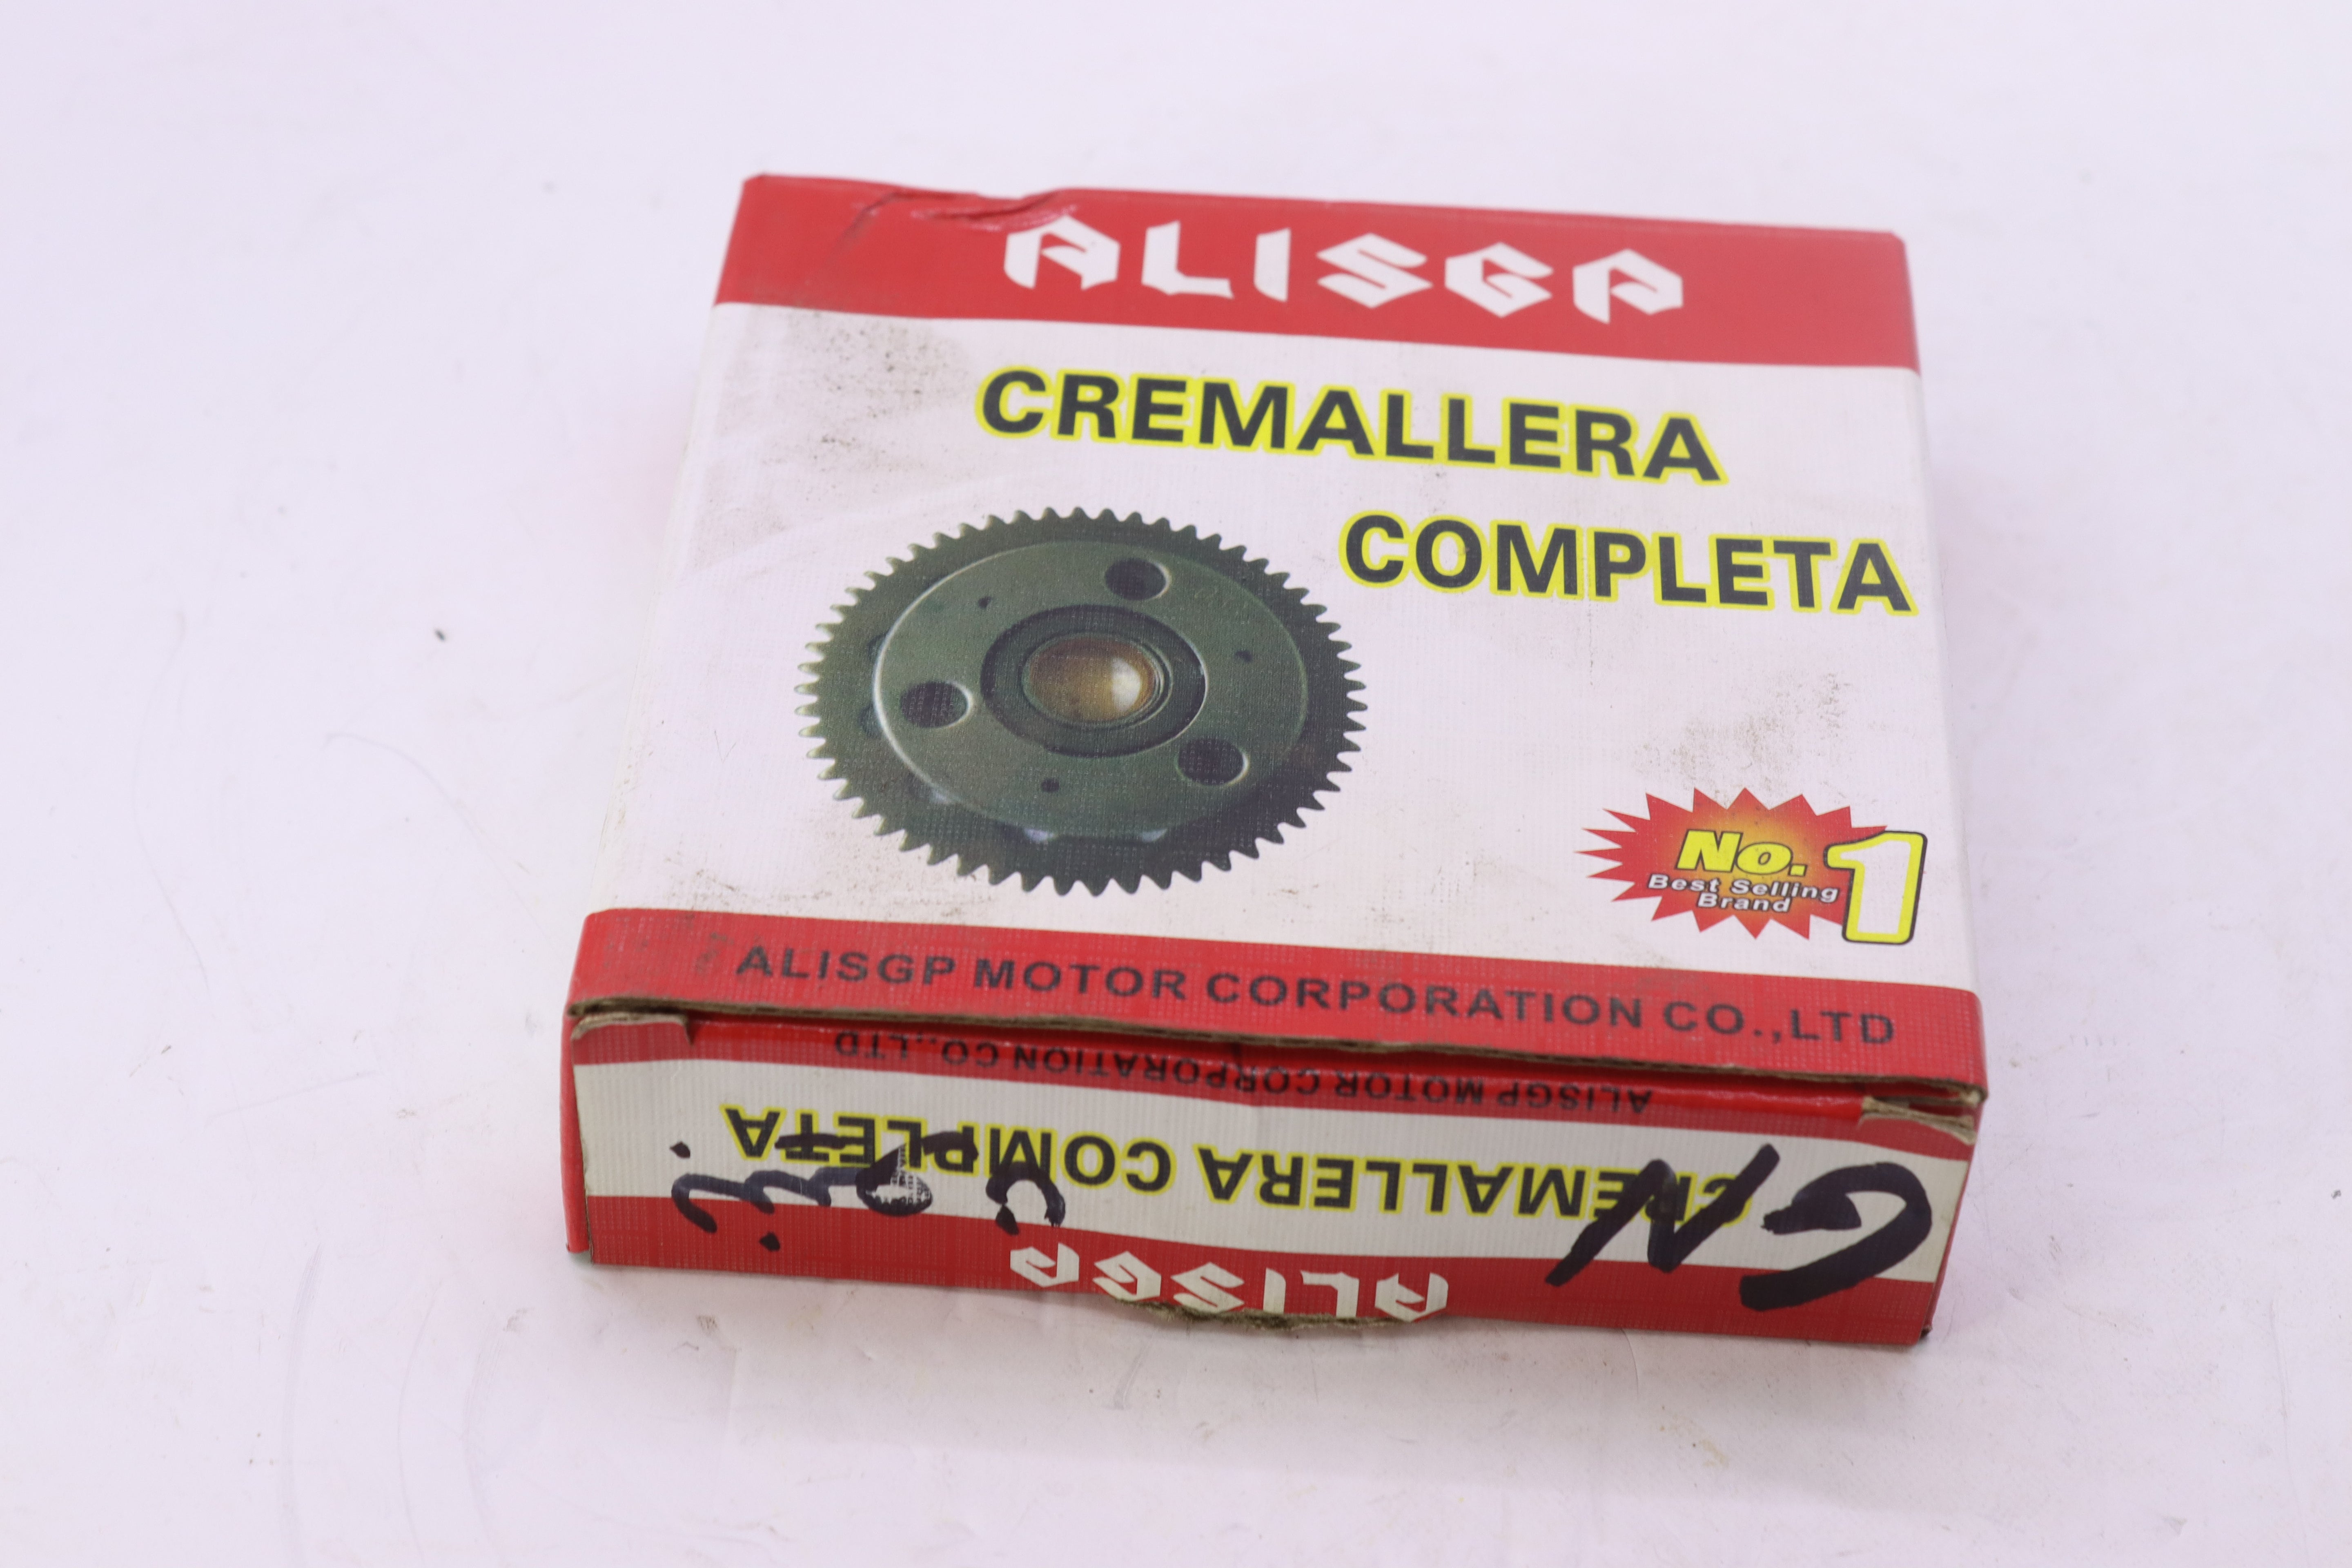 ALISGP
CREMALLERA
COMPLETA
No. 1
Best Selling
Brand
ALISGP MOTOR CORPORATION CO.,LTD
ALISGP MOTOR CORPORATION CO.,LTD
CREMALLERA COMPLETA
GN
ALISGP